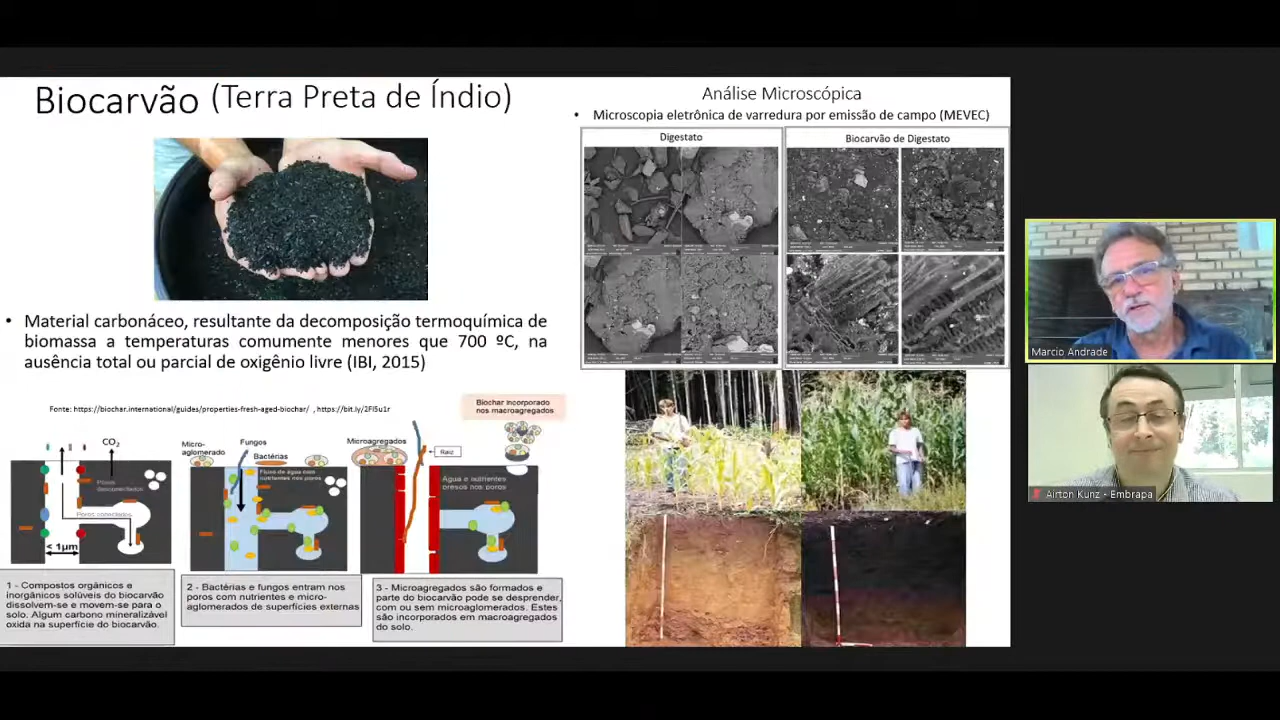 Biocarvão (Terra Preta de Índio)
• Material carbonáceo, resultante da decomposição termoquímica de
biomassa a temperaturas comumente menores que 700 ºC, na
ausência total ou parcial de oxigênio livre (IBI, 2015)
Fonte: https://biochar.international/guides/properties-fresh-aged-biochar/ , https://bit.ly/2Fl5u1r
CO2
Poros
desconectados
Poros conectados
< 1µm
Micro-
aglomerado
Fungos
Bactérias
Fluxo de água com
nutrientes nos poros
Microagregados
Raiz
Biochar incorporado
nos macroagregados
Água e nutrientes
presos nos poros
1 - Compostos orgânicos e
inorgânicos solúveis do biocarvão
dissolvem-se e movem-se para o
solo. Algum carbono mineralizável
oxida na superfície do biocarvão.
2 - Bactérias e fungos entram nos
poros com nutrientes e micro-
aglomerados de superfícies externas
3 - Microagregados são formados e
parte do biocarvão pode se desprender,
com ou sem microaglomerados. Estes
são incorporados em macroagregados
do solo.
Análise Microscópica
• Microscopia eletrônica de varredura por emissão de campo (MEVEC)
Digestato
Biocarvão de Digestato
Marcio Andrade
Airton Kunz - Embrapa